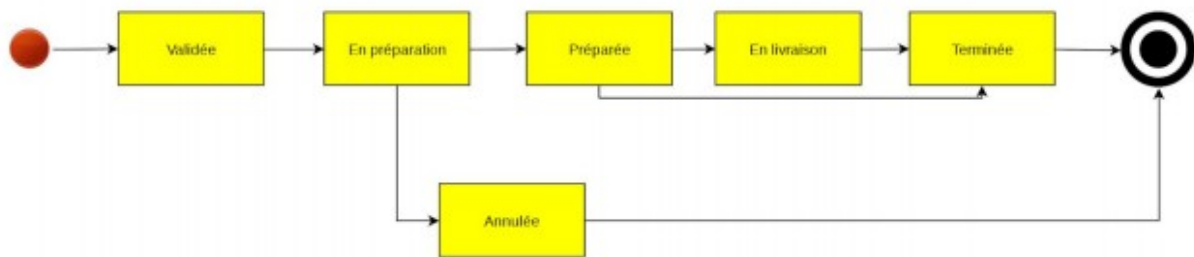 Validée
En préparation
Préparée
En livraison
Terminée
Annulée